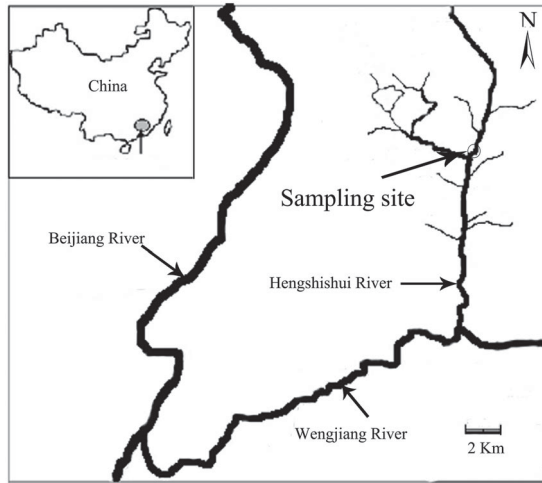 China
N
Sampling site
Beijiang River
Hengshishui River
Wengjiang River
2 Km